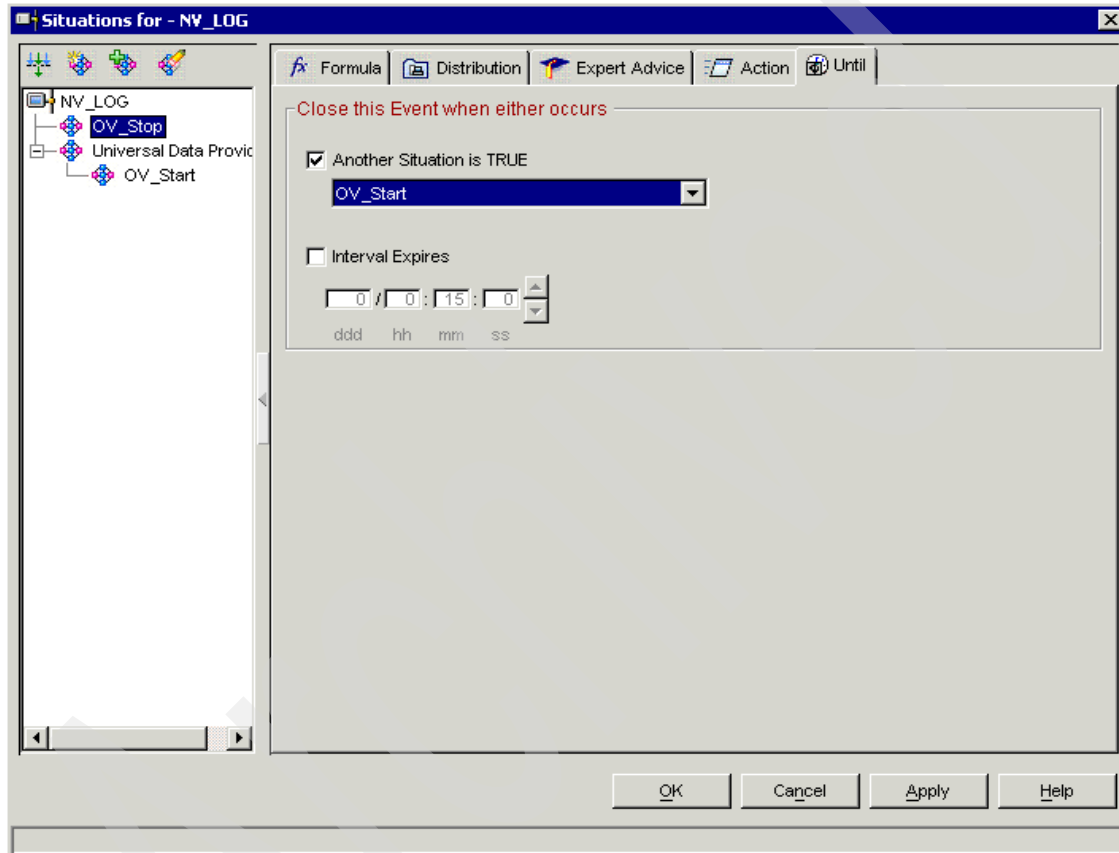 Situations for - NV_LOG
Formula Distribution Expert Advice Action Until
NV_LOG
OV_Stop
Universal Data Provid
OV_Start
Close this Event when either occurs
Another Situation is TRUE
OV_Start
Interval Expires
0 / 0 : 15 : 0
ddd hh mm ss
OK Cancel Apply Help